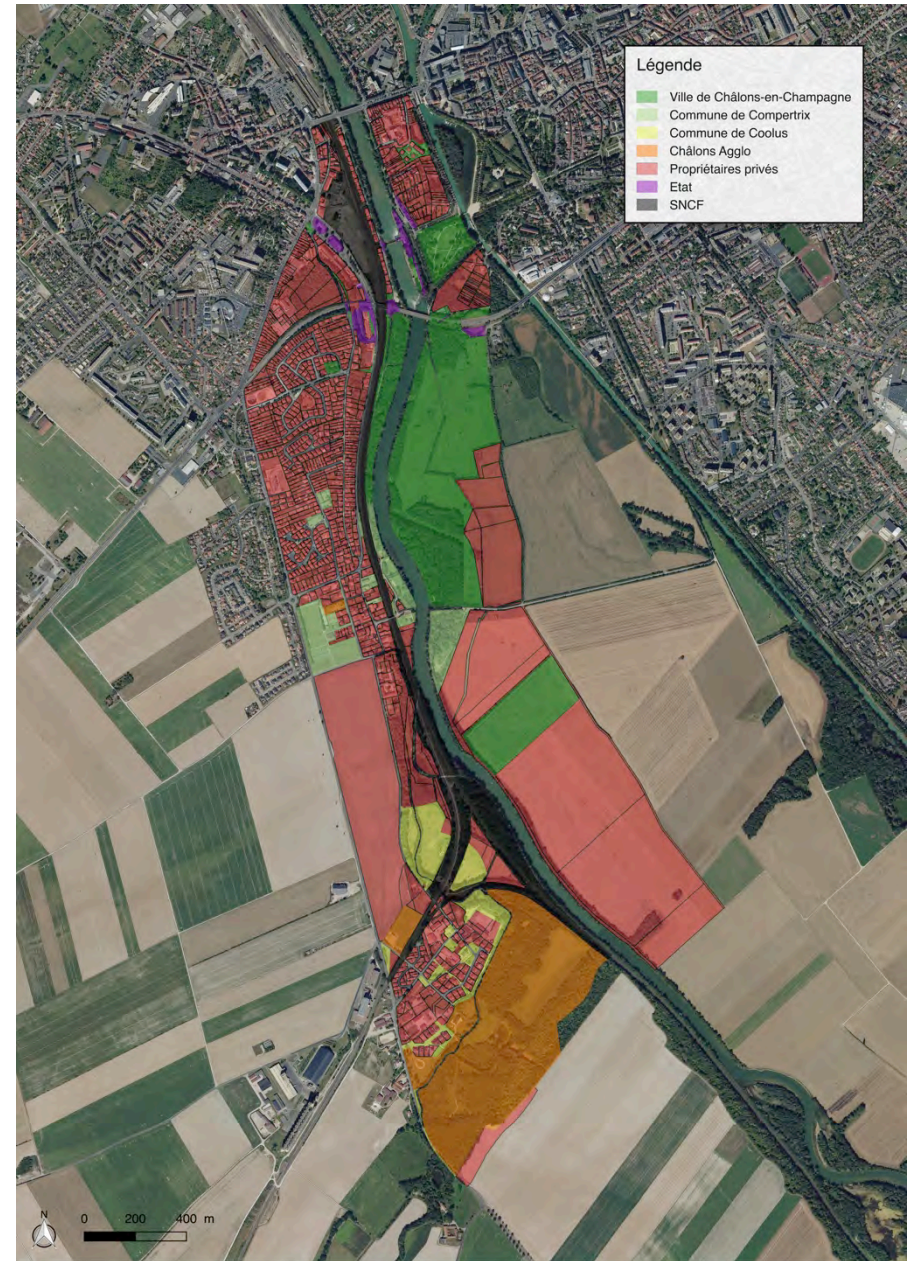 Légende
Ville de Châlons-en-Champagne
Commune de Compertrix
Commune de Coolus
Châlons Agglo
Propriétaires privés
Etat
SNCF
N
0 200 400 m